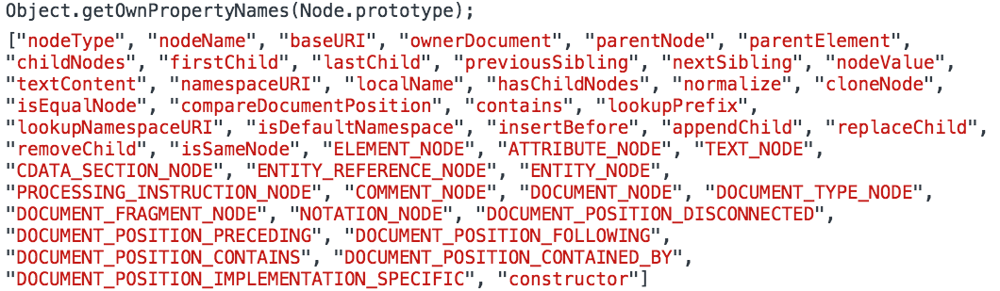 Object.getOwnPropertyNames(Node.prototype);
["nodeType", "nodeName", "baseURI", "ownerDocument", "parentNode", "parentElement",
"childNodes", "firstChild", "lastChild", "previousSibling", "nextSibling", "nodeValue",
"textContent", "namespaceURI", "localName", "hasChildNodes", "normalize", "cloneNode",
"isEqualNode", "compareDocumentPosition", "contains", "lookupPrefix",
"lookupNamespaceURI", "isDefaultNamespace", "insertBefore", "appendChild", "replaceChild",
"removeChild", "isSameNode", "ELEMENT_NODE", "ATTRIBUTE_NODE", "TEXT_NODE",
"CDATA_SECTION_NODE", "ENTITY_REFERENCE_NODE", "ENTITY_NODE",
"PROCESSING_INSTRUCTION_NODE", "COMMENT_NODE", "DOCUMENT_NODE", "DOCUMENT_TYPE_NODE",
"DOCUMENT_FRAGMENT_NODE", "NOTATION_NODE", "DOCUMENT_POSITION_DISCONNECTED",
"DOCUMENT_POSITION_PRECEDING", "DOCUMENT_POSITION_FOLLOWING",
"DOCUMENT_POSITION_CONTAINS", "DOCUMENT_POSITION_CONTAINED_BY",
"DOCUMENT_POSITION_IMPLEMENTATION_SPECIFIC", "constructor"]